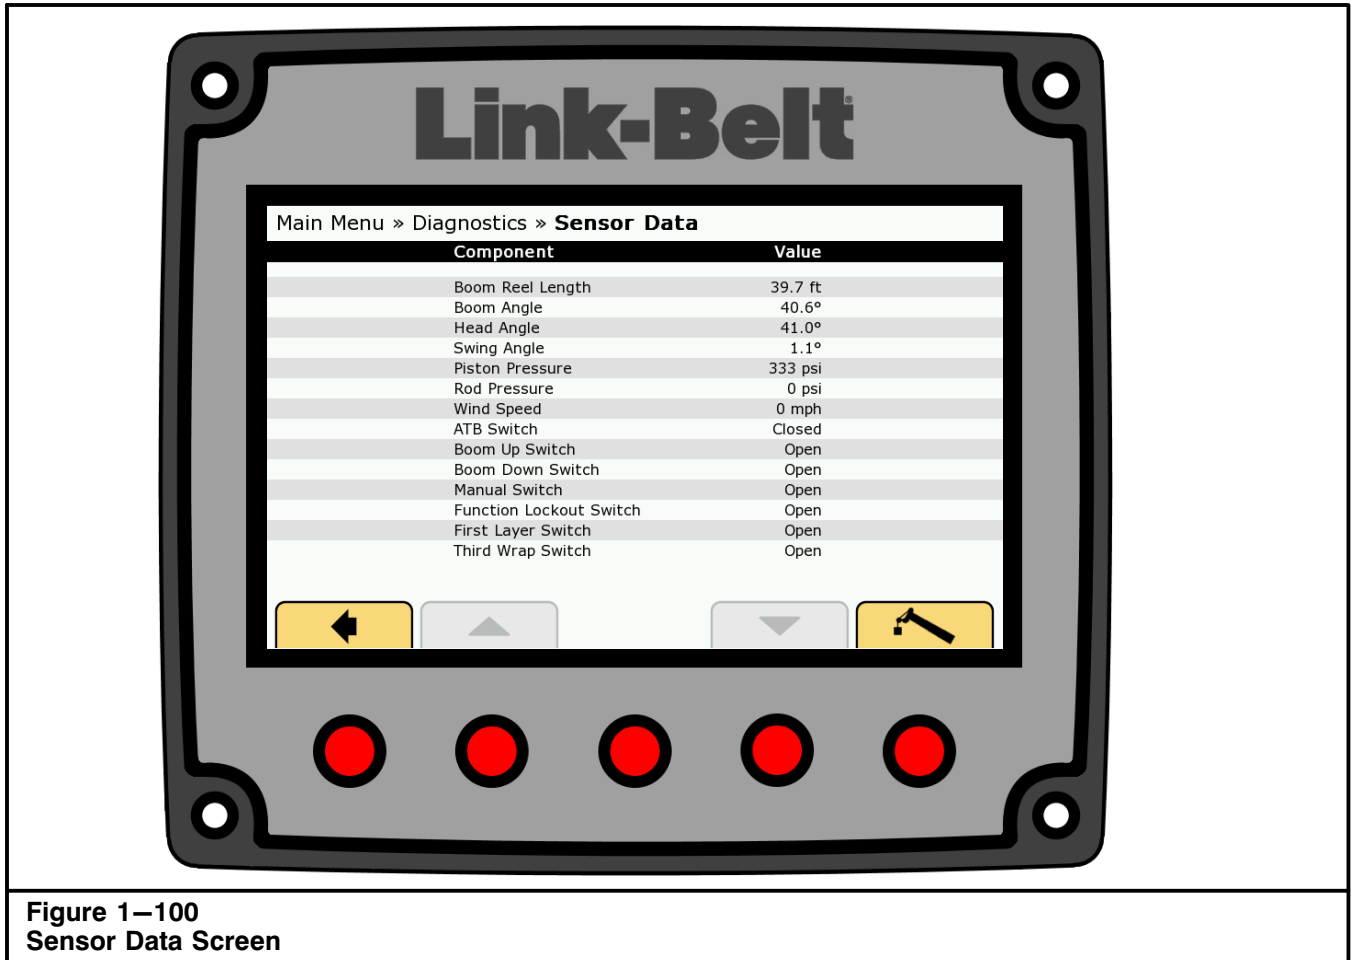 Link-Belt®
Main Menu » Diagnostics » Sensor Data
Component Value
Boom Reel Length 39.7 ft
Boom Angle 40.6°
Head Angle 41.0°
Swing Angle 1.1°
Piston Pressure 333 psi
Rod Pressure 0 psi
Wind Speed 0 mph
ATB Switch Closed
Boom Up Switch Open
Boom Down Switch Open
Manual Switch Open
Function Lockout Switch Open
First Layer Switch Open
Third Wrap Switch Open
Figure 1–100
Sensor Data Screen